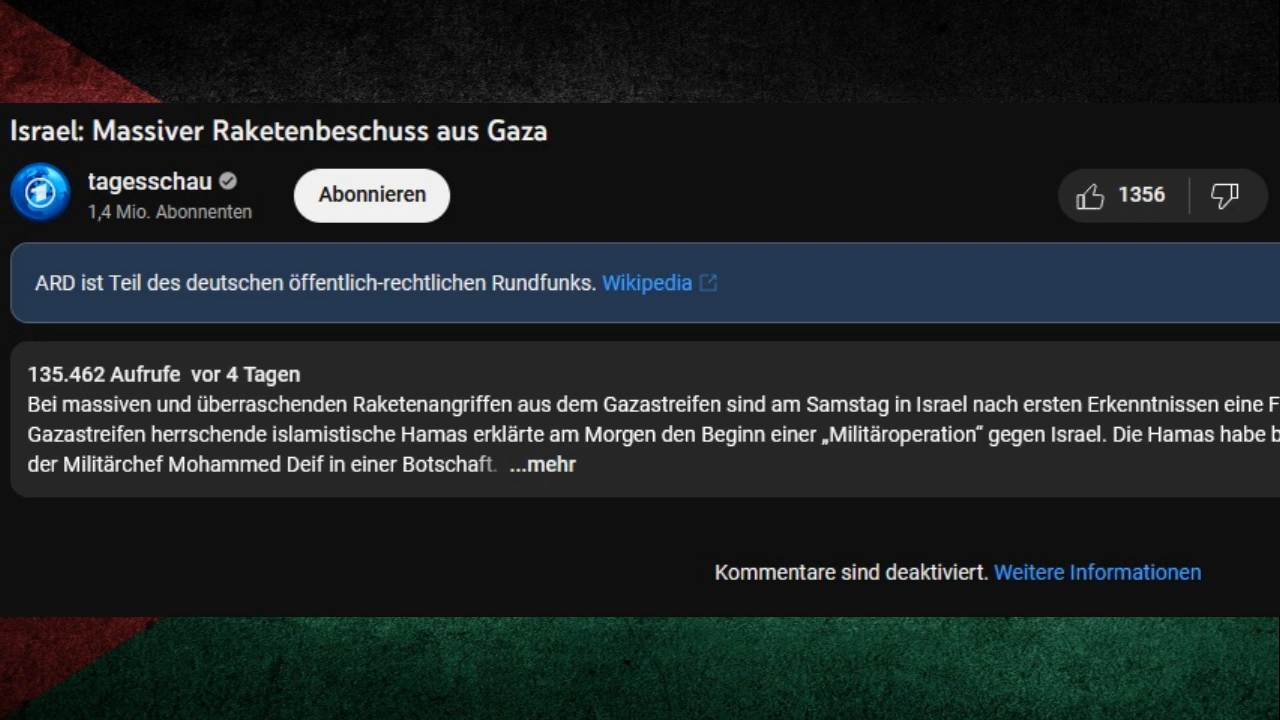 Israel: Massiver Raketenbeschuss aus Gaza
tagesschau
Abonnieren
1356
1,4 Mio. Abonnenten
ARD ist Teil des deutschen öffentlich-rechtlichen Rundfunks. Wikipedia
135.462 Aufrufe vor 4 Tagen
Bei massiven und überraschenden Raketenangriffen aus dem Gazastreifen sind am Samstag in Israel nach ersten Erkenntnissen eine F
Gazastreifen herrschende islamistische Hamas erklärte am Morgen den Beginn einer „Militäroperation“ gegen Israel. Die Hamas habe b
der Militärchef Mohammed Deif in einer Botschaft. ...mehr
Kommentare sind deaktiviert. Weitere Informationen